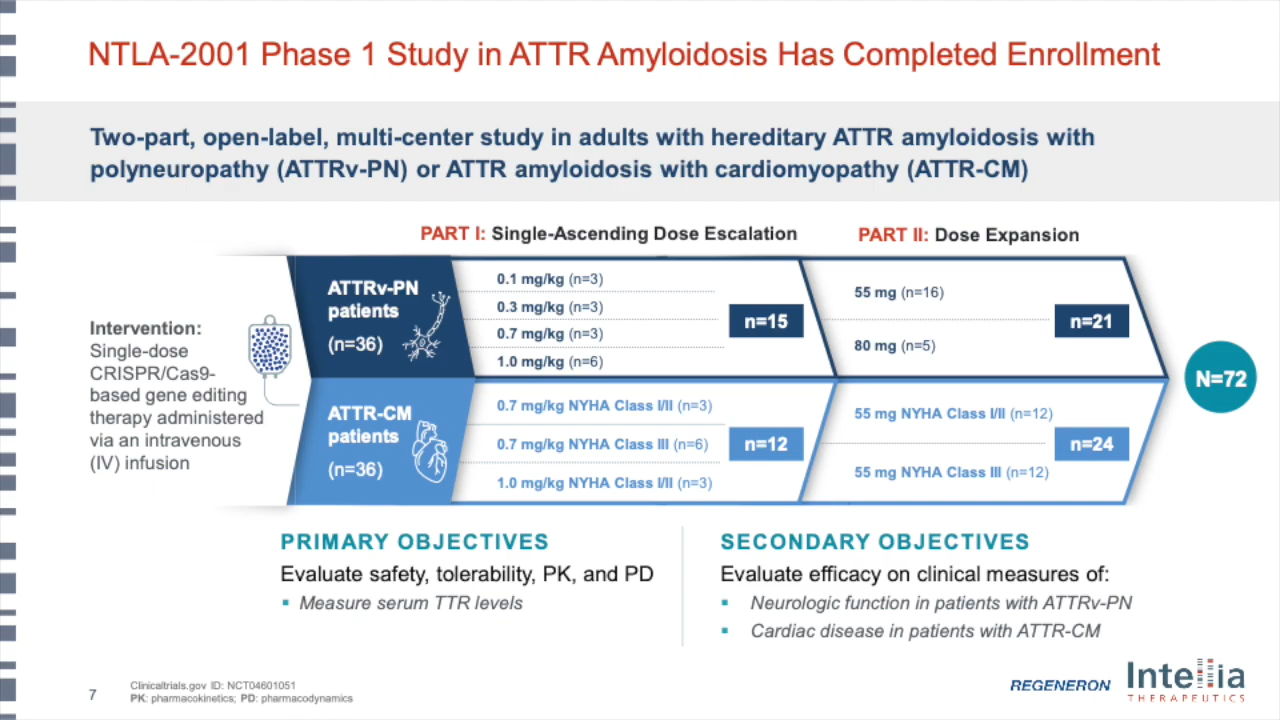 NTLA-2001 Phase 1 Study in ATTR Amyloidosis Has Completed Enrollment
Two-part, open-label, multi-center study in adults with hereditary ATTR amyloidosis with
polyneuropathy (ATTRv-PN) or ATTR amyloidosis with cardiomyopathy (ATTR-CM)
PART I: Single-Ascending Dose Escalation
PART II: Dose Expansion
Intervention:
Single-dose
CRISPR/Cas9-
based gene editing
therapy administered
via an intravenous
(IV) infusion
ATTRv-PN
patients
(n=36)
0.1 mg/kg (n=3)
0.3 mg/kg (n=3)
0.7 mg/kg (n=3)
1.0 mg/kg (n=6)
n=15
55 mg (n=16)
80 mg (n=5)
n=21
ATTR-CM
patients
(n=36)
0.7 mg/kg NYHA Class I/II (n=3)
0.7 mg/kg NYHA Class III (n=6)
1.0 mg/kg NYHA Class I/II (n=3)
n=12
55 mg NYHA Class I/II (n=12)
55 mg NYHA Class III (n=12)
n=24
N=72
PRIMARY OBJECTIVES
Evaluate safety, tolerability, PK, and PD
▪ Measure serum TTR levels
SECONDARY OBJECTIVES
Evaluate efficacy on clinical measures of:
▪ Neurologic function in patients with ATTRv-PN
▪ Cardiac disease in patients with ATTR-CM
7
Clinicaltrials.gov ID: NCT04601051
PK: pharmacokinetics; PD: pharmacodynamics
REGENERON
Intellia
THERAPEUTICS